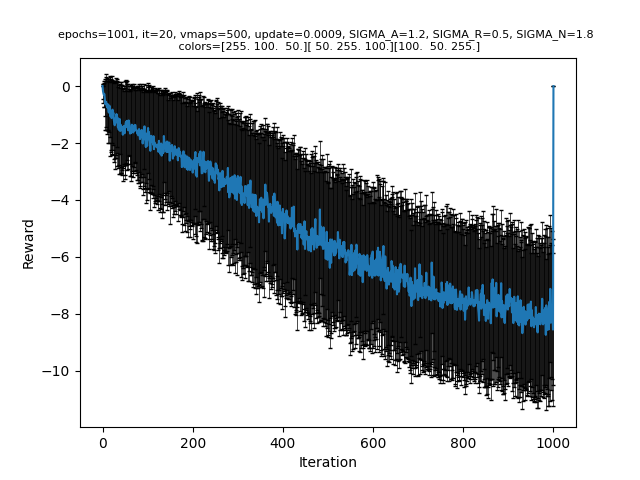 epochs=1001, it=20, vmaps=500, update=0.0009, SIGMA_A=1.2, SIGMA_R=0.5, SIGMA_N=1.8
colors=[255. 100.  50.][ 50. 255. 100.][100.  50. 255.]
0
−2
−4
−6
−8
−10
Reward
0 200 400 600 800 1000
Iteration